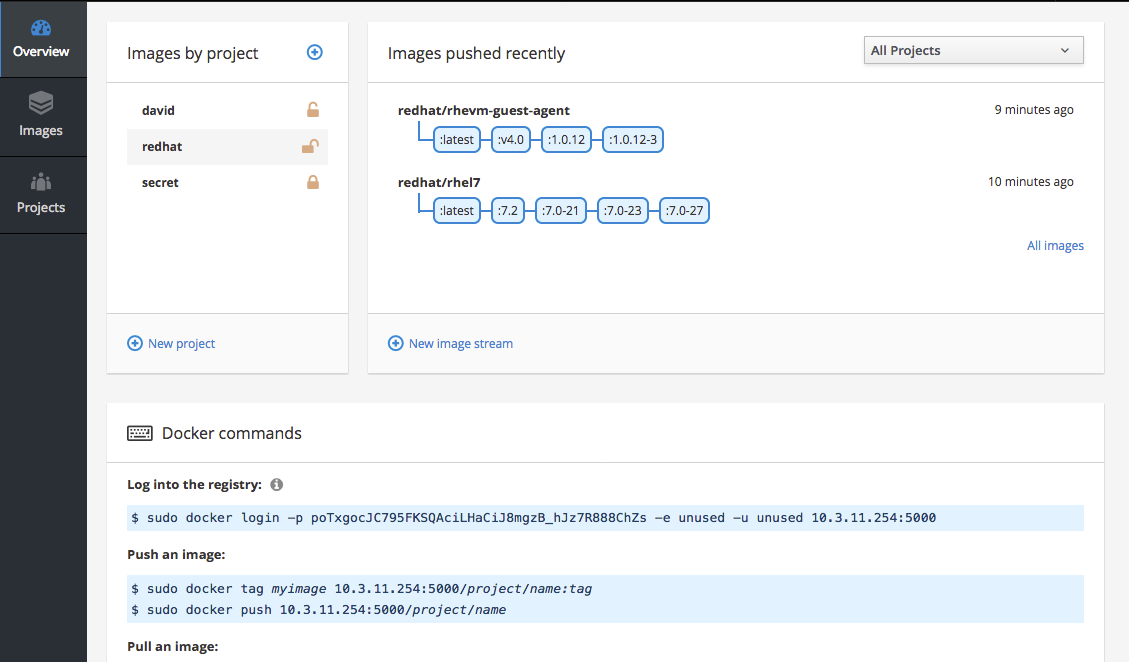 Overview
Images
Projects
Images by project
david
redhat
secret
New project
Images pushed recently
All Projects
redhat/rhevm-guest-agent 9 minutes ago
:latest :v4.0 :1.0.12 :1.0.12-3
redhat/rhel7 10 minutes ago
:latest :7.2 :7.0-21 :7.0-23 :7.0-27
All images
New image stream
Docker commands
Log into the registry:
$ sudo docker login -p poTxgocJC795FKSQAciLHaCiJ8mgzB_hJz7R888ChZs -e unused -u unused 10.3.11.254:5000
Push an image:
$ sudo docker tag myimage 10.3.11.254:5000/project/name:tag
$ sudo docker push 10.3.11.254:5000/project/name
Pull an image: